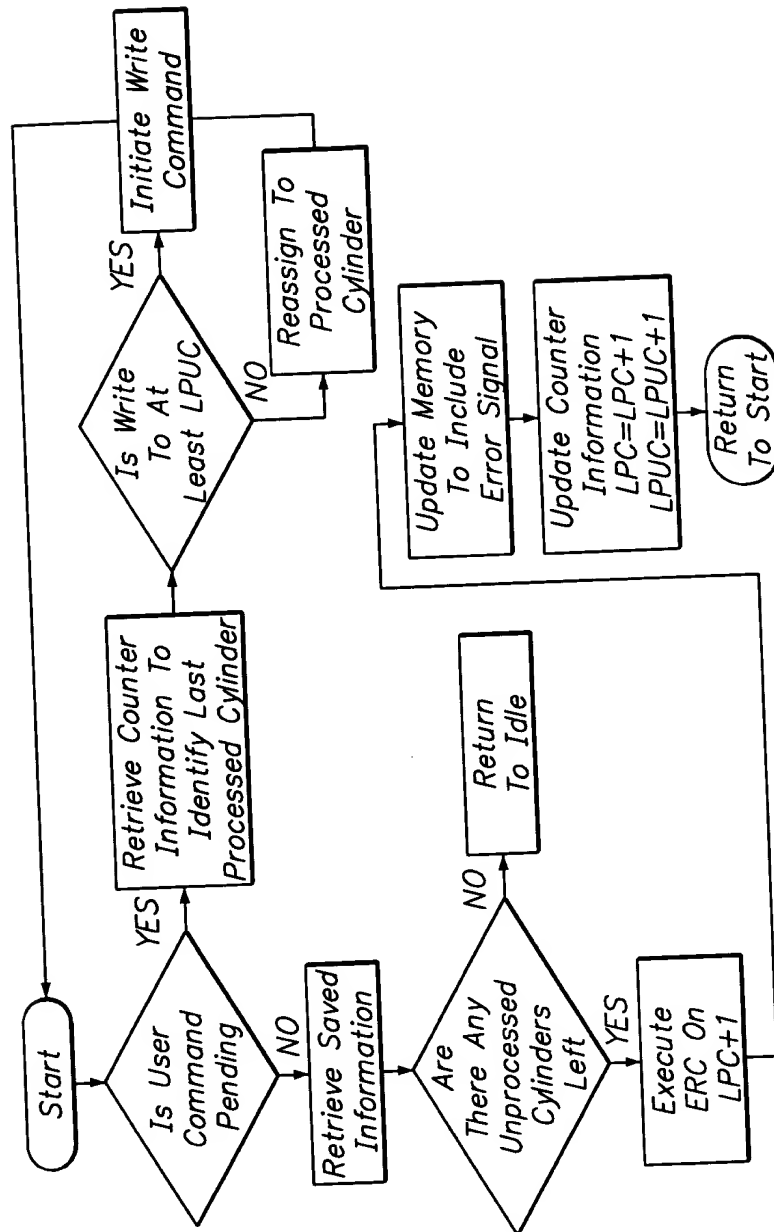 Start
Is User
Command
Pending
YES
Retrieve Counter
Information To
Identify Last
Processed Cylinder
Is Write
To At
Least LPUC
YES
Initiate Write
Command
NO
Reassign To
Processed
Cylinder
NO
Retrieve Saved
Information
Are
There Any
Unprocessed
Cylinders
Left
NO
Return
To Idle
YES
Execute
ERC On
LPC+1
Update Memory
To Include
Error Signal
Update Counter
Information
LPC=LPC+1
LPUC=LPUC+1
Return
To Start